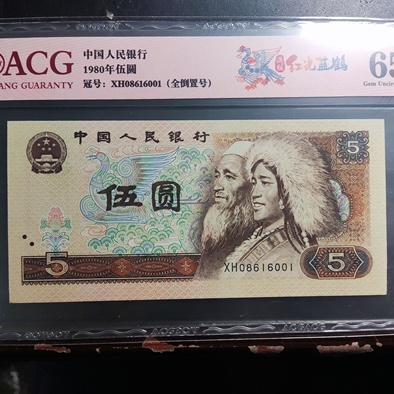 ACG
ANG GUARANTY
中国人民银行
1980年伍圆
冠号：XH08616001（全倒置号）
红光蓝鹤
65
Gem Uncirc
中国人民银行
5
伍圆
XH08616001
5
5